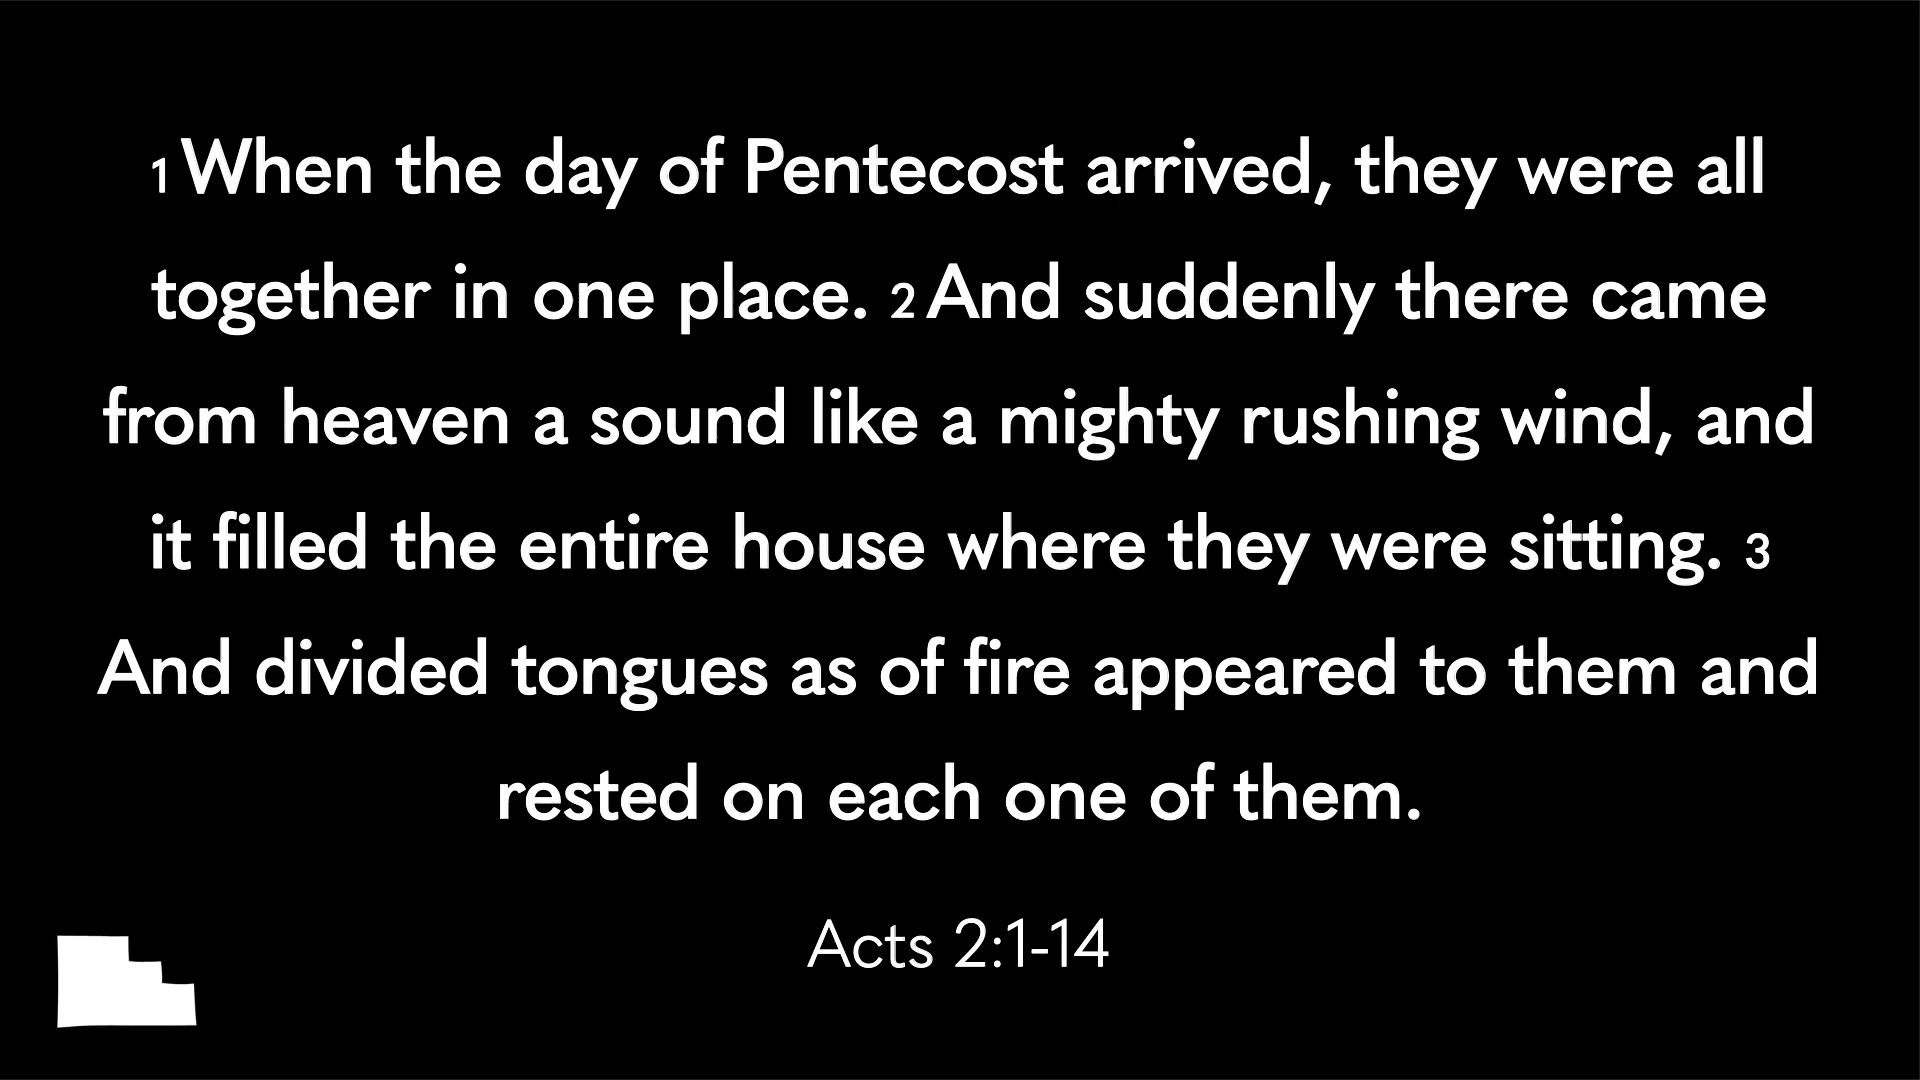 1 When the day of Pentecost arrived, they were all
together in one place. 2 And suddenly there came
from heaven a sound like a mighty rushing wind, and
it filled the entire house where they were sitting. 3
And divided tongues as of fire appeared to them and
rested on each one of them.
Acts 2:1-14